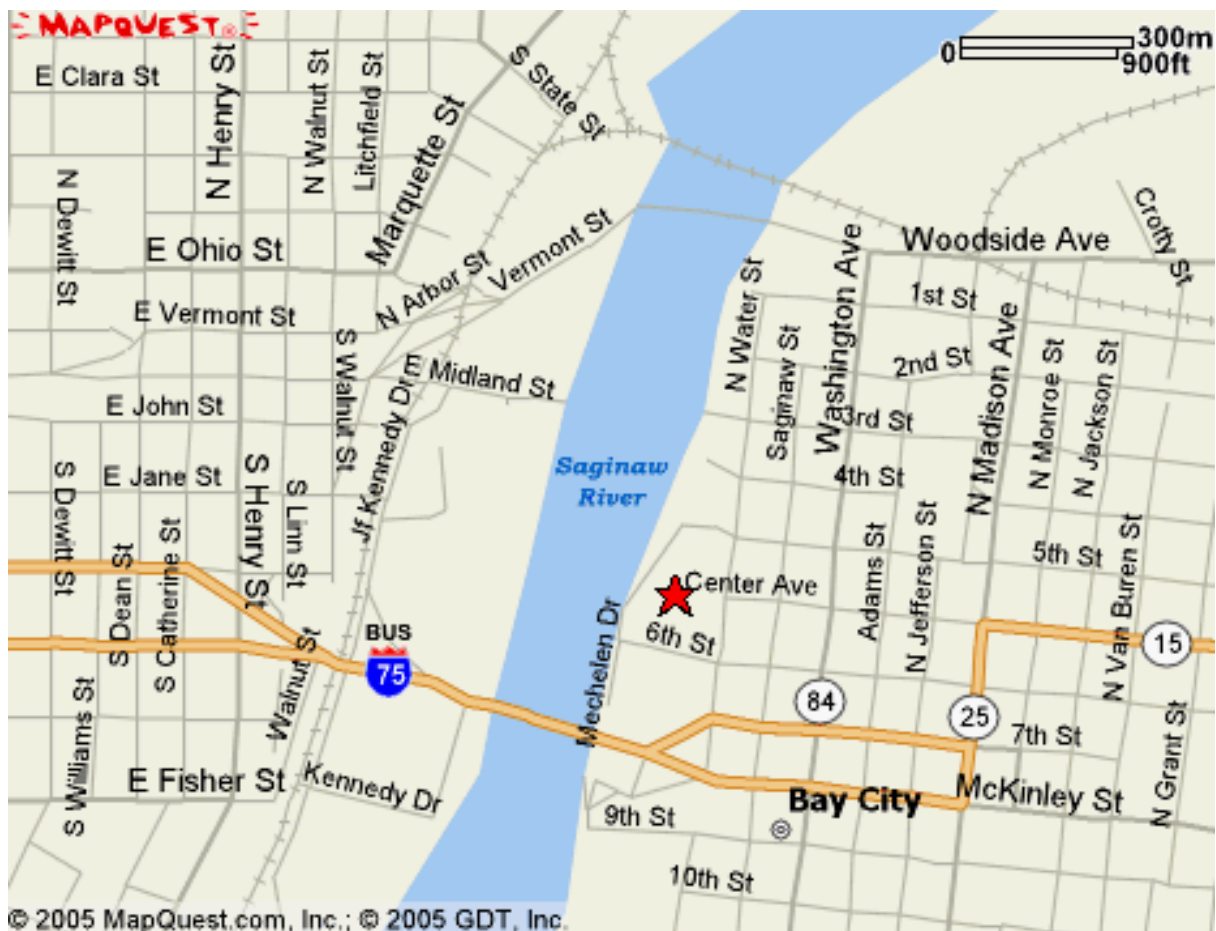 MAPQUEST®
300m
0
900ft
E Clara St
N Henry St
N Walnut St
Litchfield St
Marquette St
S State St
N Dewitt St
E Ohio St
N Arbor St
Vermont St
Woodside Ave
Crotty St
E Vermont St
S Walnut St
N Water St
Saginaw St
Washington Ave
1st St
2nd St
N Madison Ave
N Monroe St
N Jackson St
E Midland St
E John St
3rd St
Jf Kennedy Dr
Saginaw
River
4th St
E Jane St
S Dewitt St
S Henry St
S Linn St
S Dean St
S Catherine St
5th St
Center Ave
Adams St
N Jefferson St
N Van Buren St
6th St
Mechelen Dr
BUS
75
Walnut St
15
84
25
7th St
N Grant St
S Williams St
E Fisher St
Kennedy Dr
Bay City
McKinley St
9th St
10th St
© 2005 MapQuest.com, Inc.; © 2005 GDT, Inc.